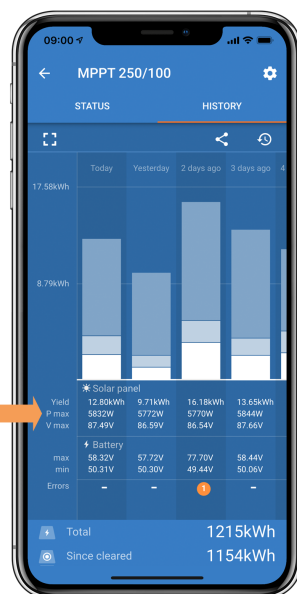 09:00
MPPT 250/100
STATUS HISTORY
Today Yesterday 2 days ago 3 days ago 4
17.58kWh
8.79kWh
Solar panel
Yield 12.80kWh 9.71kWh 16.18kWh 13.65kWh
P max 5832W 5772W 5770W 5844W
V max 87.49V 86.59V 86.54V 87.66V
Battery
max 58.32V 57.72V 77.70V 58.44V
min 50.31V 50.30V 49.44V 50.06V
Errors - - 1 -
Total 1215kWh
Since cleared 1154kWh